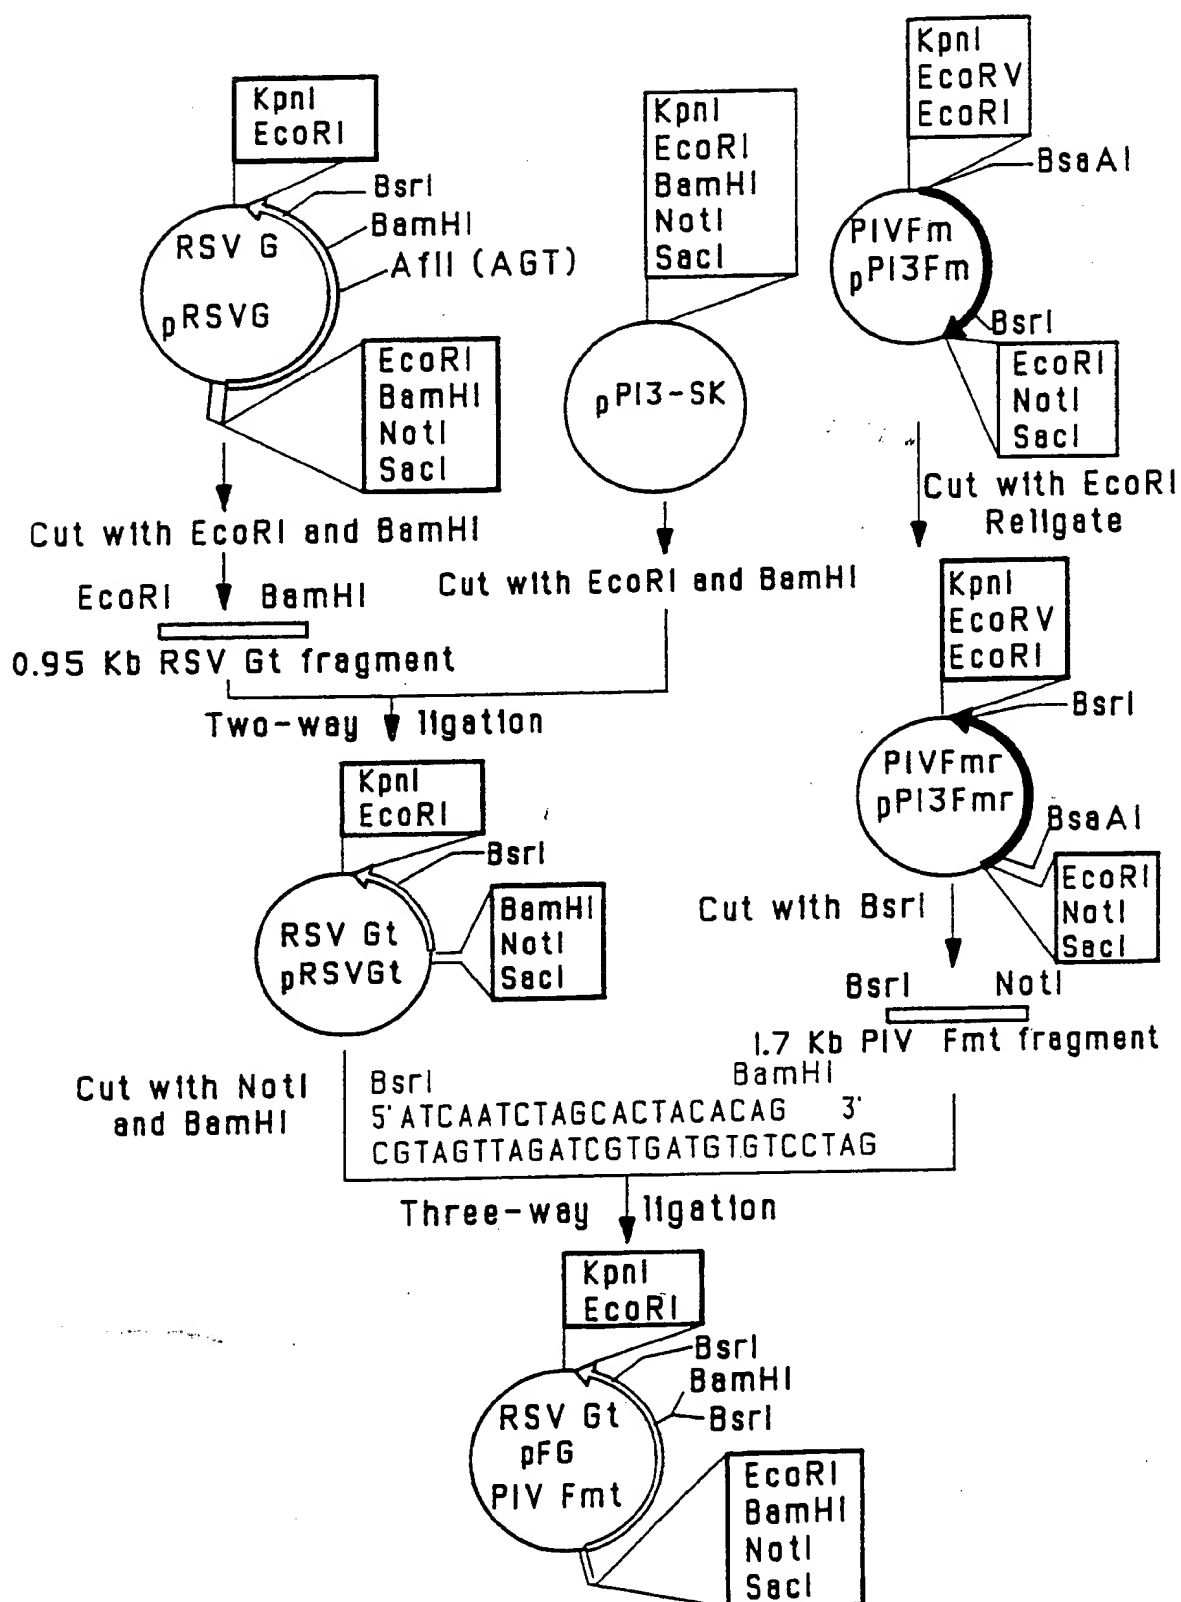 KpnI
EcoRI
BsrI
BamHI
AflI (AGT)
RSV G
pRSVG
EcoRI
BamHI
NotI
SacI
Cut with EcoRI and BamHI
EcoRI BamHI
0.95 Kb RSV Gt fragment
KpnI
EcoRI
BamHI
NotI
SacI
pPI3-SK
Cut with EcoRI and BamHI
KpnI
EcoRV
EcoRI
BsaAI
PIVFm
pPI3Fm
BsrI
EcoRI
NotI
SacI
Cut with EcoRI
Religate
KpnI
EcoRV
EcoRI
BsrI
PIVFmr
pPI3Fmr
BsaAI
EcoRI
NotI
SacI
Cut with BsrI
BsrI NotI
1.7 Kb PIV Fmt fragment
Two-way ligation
KpnI
EcoRI
BsrI
RSV Gt
pRSVGt
BamHI
NotI
SacI
Cut with NotI
and BamHI
BsrI BamHI
5' ATCAATCTAGCACTACACAG 3'
CGTAGTTAGATCGTGATGTGTCCTAG
Three-way ligation
KpnI
EcoRI
BsrI
BamHI
BsrI
RSV Gt
pFG
PIV Fmt
EcoRI
BamHI
NotI
SacI